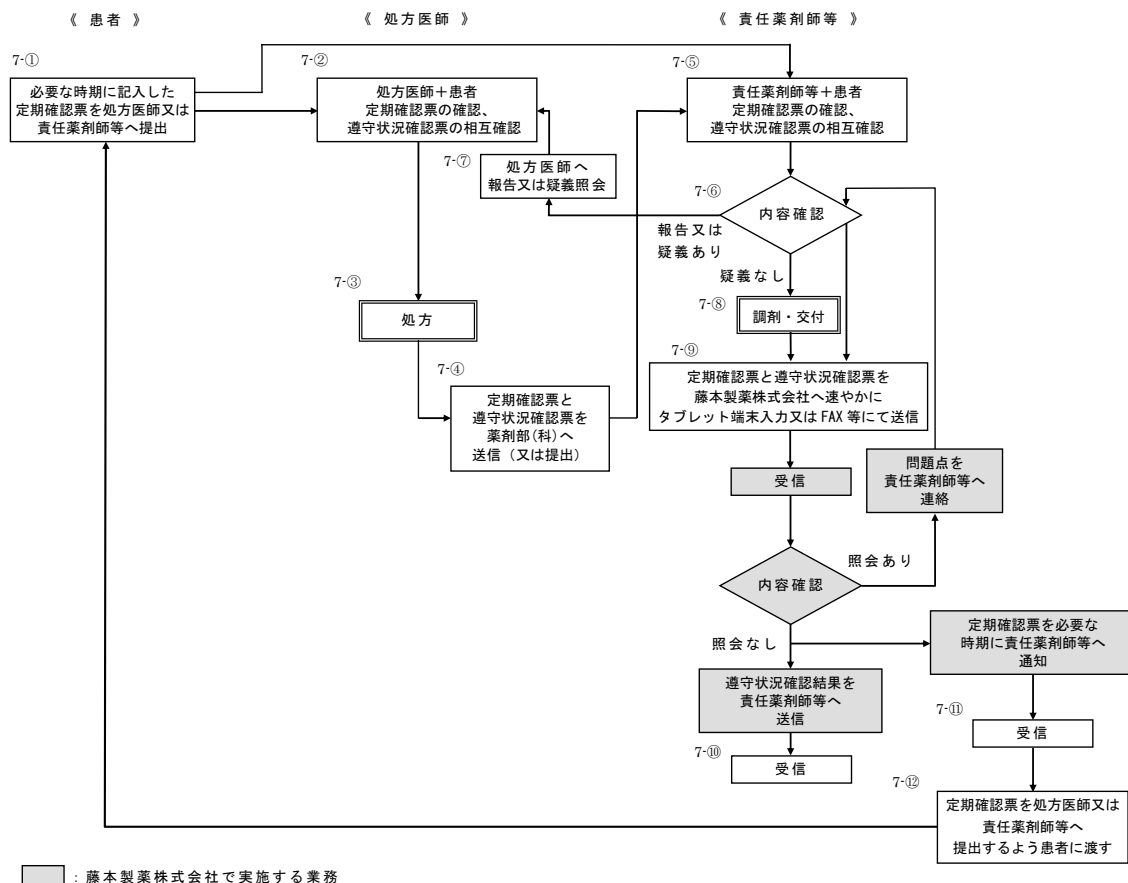 《 患者 》
《 処方医師 》
《 責任薬剤師等 》
7-①
必要な時期に記入した
定期確認票を処方医師又は
責任薬剤師等へ提出
7-②
処方医師＋患者
定期確認票の確認、
遵守状況確認票の相互確認
7-⑤
責任薬剤師等＋患者
定期確認票の確認、
遵守状況確認票の相互確認
7-⑦
処方医師へ
報告又は疑義照会
7-⑥
内容確認
報告又は
疑義あり
疑義なし
7-③
処方
7-⑧
調剤・交付
7-④
定期確認票と
遵守状況確認票を
薬剤部(科)へ
送信（又は提出）
7-⑨
定期確認票と遵守状況確認票を
藤本製薬株式会社へ速やかに
タブレット端末入力又は FAX 等にて送信
受信
問題点を
責任薬剤師等へ
連絡
内容確認
照会あり
照会なし
定期確認票を必要な
時期に責任薬剤師等へ
通知
遵守状況確認結果を
責任薬剤師等へ
送信
7-⑪
受信
7-⑩
受信
7-⑫
定期確認票を処方医師又は
責任薬剤師等へ
提出するよう患者に渡す
：藤本製薬株式会社で実施する業務